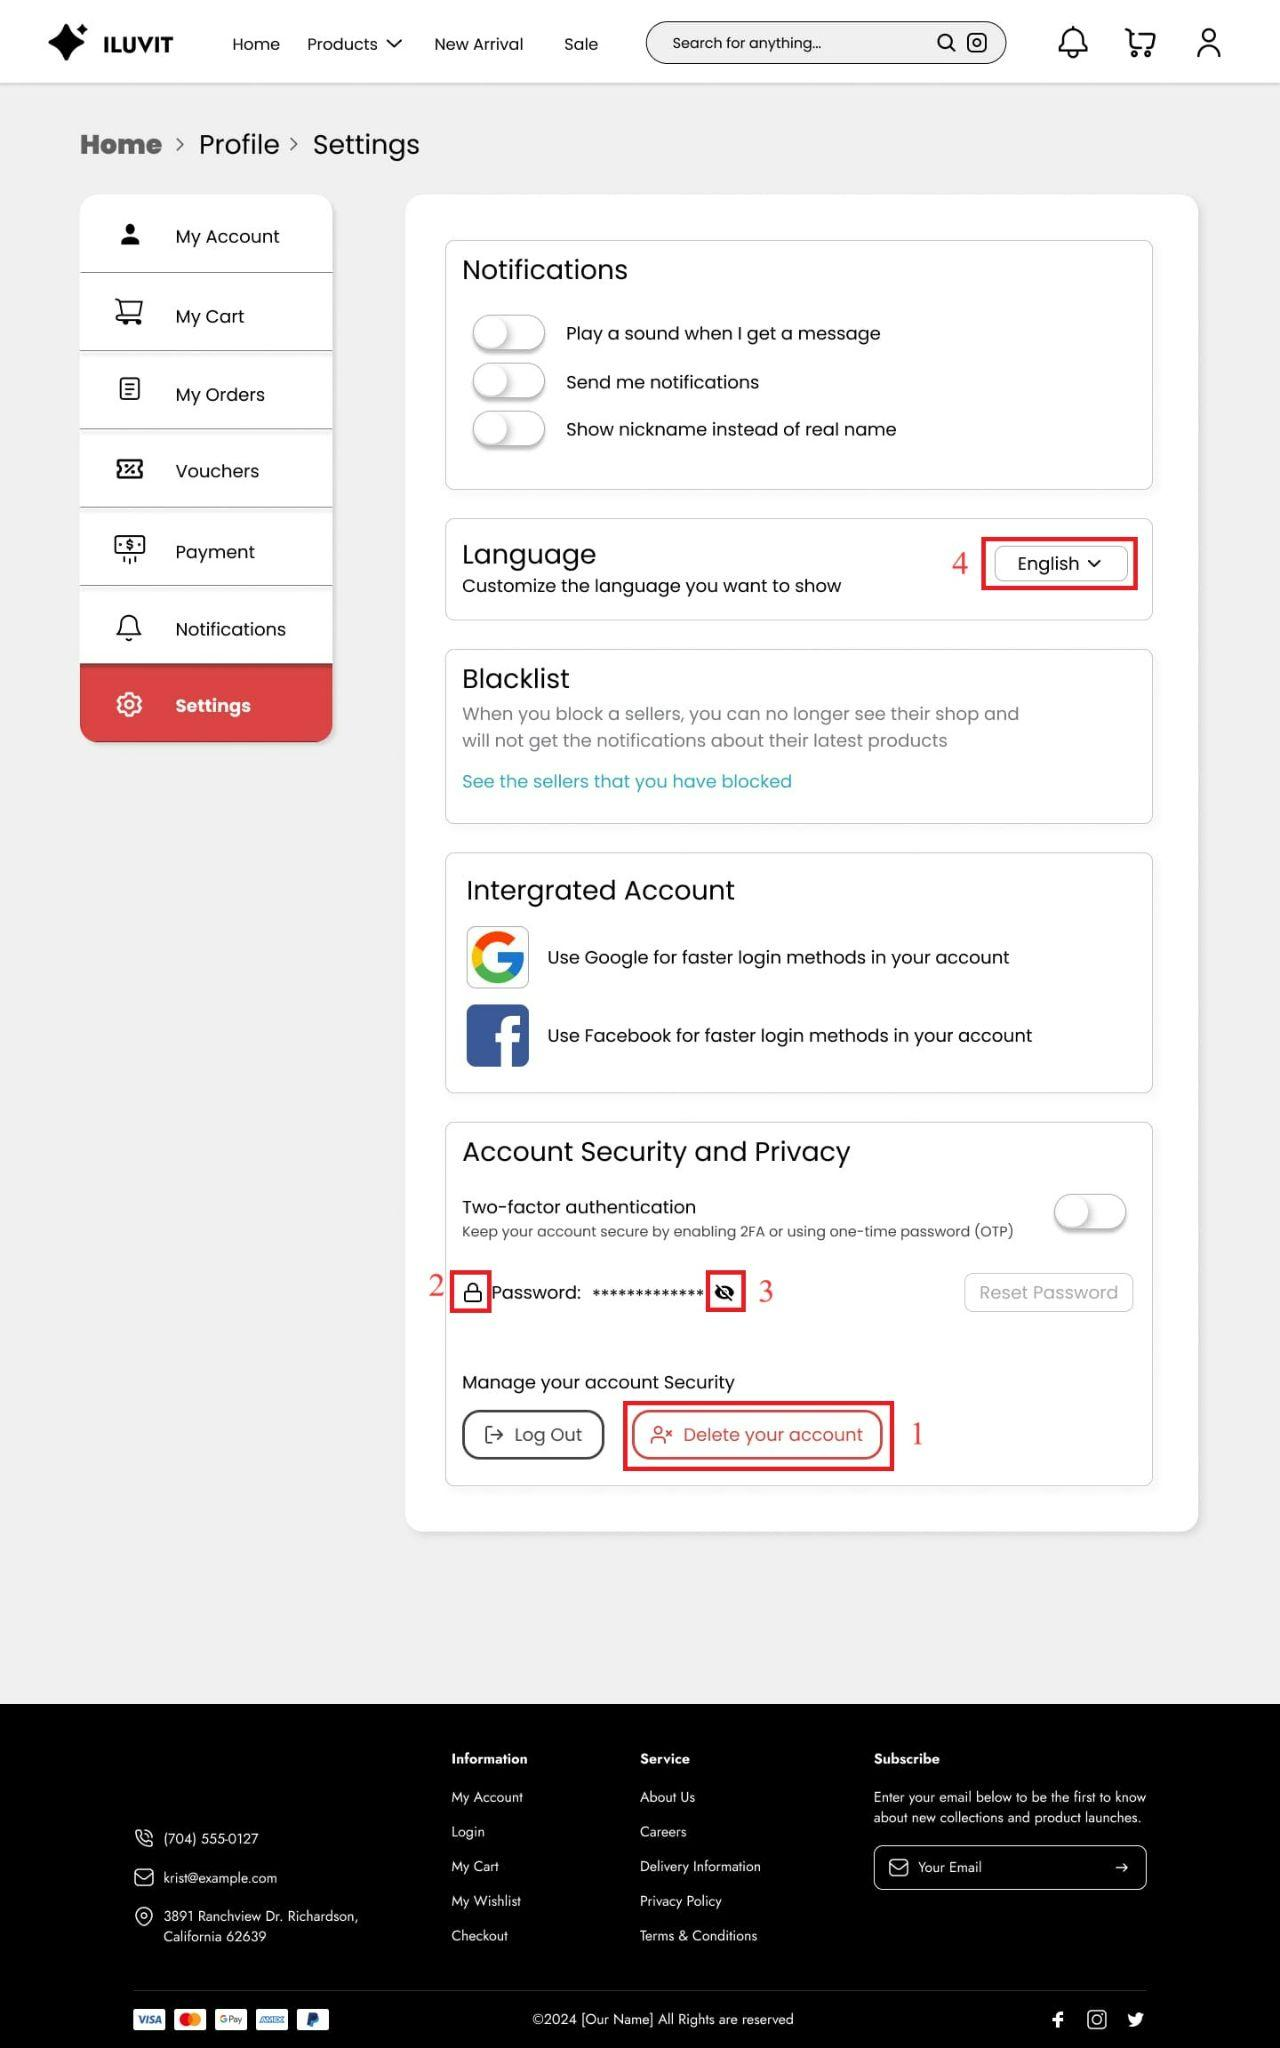 ILUVIT
Home
Products
New Arrival
Sale
Search for anything...
Home > Profile > Settings
My Account
My Cart
My Orders
Vouchers
Payment
Notifications
Settings
Notifications
Play a sound when I get a message
Send me notifications
Show nickname instead of real name
Language
Customize the language you want to show
4
English
Blacklist
When you block a sellers, you can no longer see their shop and
will not get the notifications about their latest products
See the sellers that you have blocked
Intergrated Account
Use Google for faster login methods in your account
Use Facebook for faster login methods in your account
Account Security and Privacy
Two-factor authentication
Keep your account secure by enabling 2FA or using one-time password (OTP)
2
Password: *************
3
Reset Password
Manage your account Security
Log Out
Delete your account
1
(704) 555-0127
krist@example.com
3891 Ranchview Dr. Richardson,
California 62639
Information
My Account
Login
My Cart
My Wishlist
Checkout
Service
About Us
Careers
Delivery Information
Privacy Policy
Terms & Conditions
Subscribe
Enter your email below to be the first to know
about new collections and product launches.
Your Email
VISA
G Pay
AMEX
©2024 [Our Name] All Rights are reserved